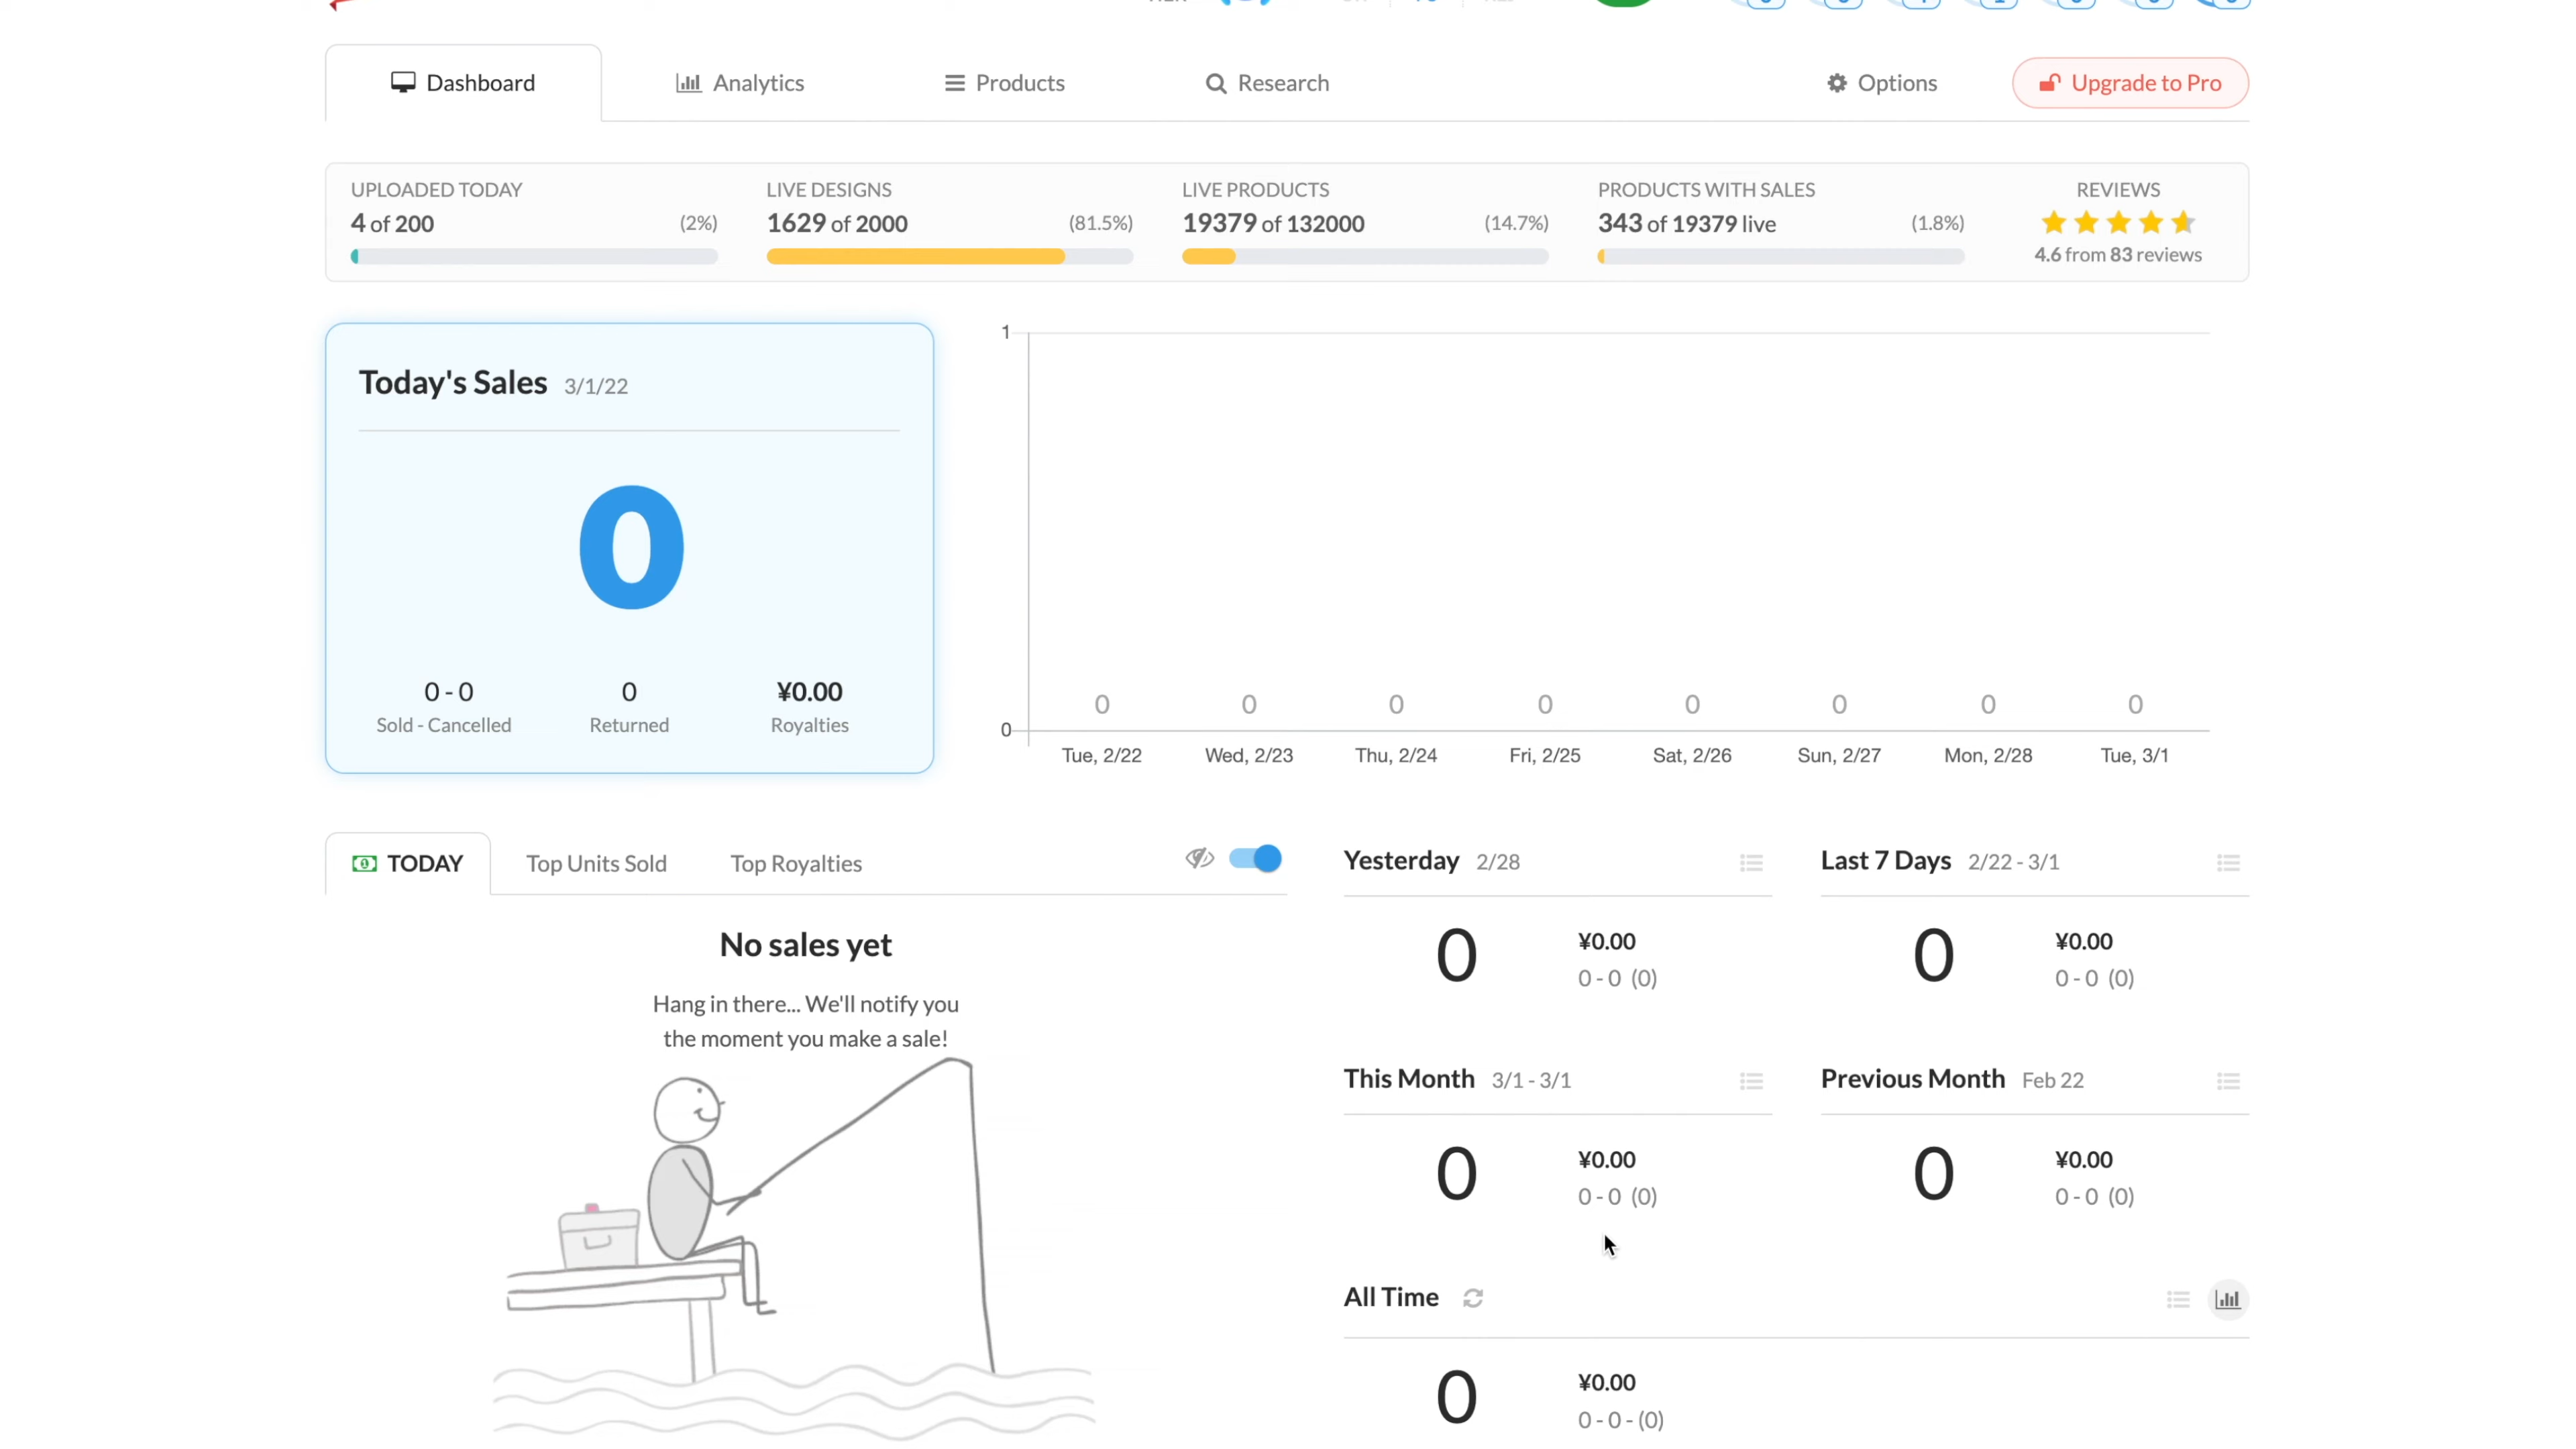 Dashboard
Analytics
Products
Research
Options
Upgrade to Pro
UPLOADED TODAY
4 of 200 (2%)
LIVE DESIGNS
1629 of 2000 (81.5%)
LIVE PRODUCTS
19379 of 132000 (14.7%)
PRODUCTS WITH SALES
343 of 19379 live (1.8%)
REVIEWS
4.6 from 83 reviews
Today's Sales 3/1/22
0
0 - 0
Sold - Cancelled
0
Returned
¥0.00
Royalties
1
0
0 0 0 0 0 0 0 0
Tue, 2/22 Wed, 2/23 Thu, 2/24 Fri, 2/25 Sat, 2/26 Sun, 2/27 Mon, 2/28 Tue, 3/1
TODAY
Top Units Sold
Top Royalties
No sales yet
Hang in there... We'll notify you
the moment you make a sale!
Yesterday 2/28
0
¥0.00
0 - 0 (0)
Last 7 Days 2/22 - 3/1
0
¥0.00
0 - 0 (0)
This Month 3/1 - 3/1
0
¥0.00
0 - 0 (0)
Previous Month Feb 22
0
¥0.00
0 - 0 (0)
All Time
0
¥0.00
0 - 0 - (0)